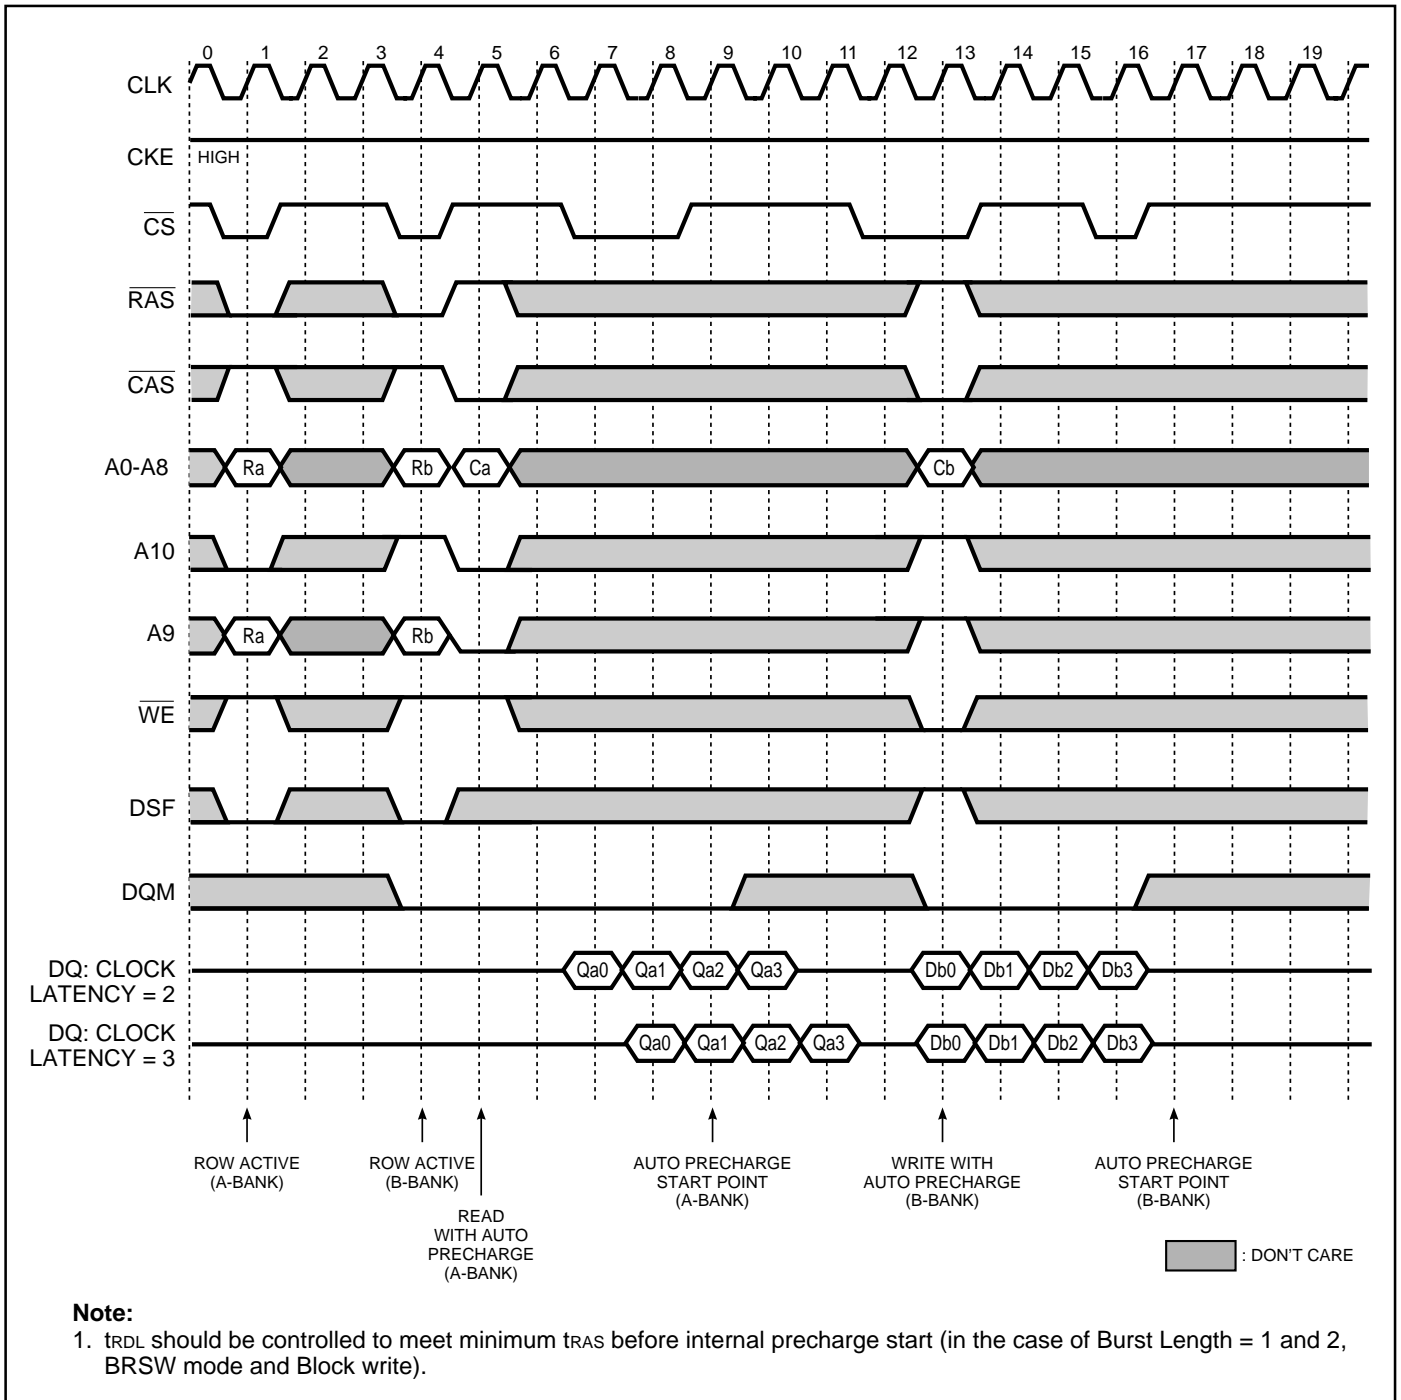 0 1 2 3 4 5 6 7 8 9 10 11 12 13 14 15 16 17 18 19
CLK
CKE HIGH
CS
RAS
CAS
A0-A8 Ra Rb Ca Cb
A10
A9 Ra Rb
WE
DSF
DQM
DQ: CLOCK
LATENCY = 2
Qa0 Qa1 Qa2 Qa3 Db0 Db1 Db2 Db3
DQ: CLOCK
LATENCY = 3
Qa0 Qa1 Qa2 Qa3 Db0 Db1 Db2 Db3
ROW ACTIVE
(A-BANK)
ROW ACTIVE
(B-BANK)
READ
WITH AUTO
PRECHARGE
(A-BANK)
AUTO PRECHARGE
START POINT
(A-BANK)
WRITE WITH
AUTO PRECHARGE
(B-BANK)
AUTO PRECHARGE
START POINT
(B-BANK)
: DON'T CARE
Note:
1. tRDL should be controlled to meet minimum tRAS before internal precharge start (in the case of Burst Length = 1 and 2,
BRSW mode and Block write).